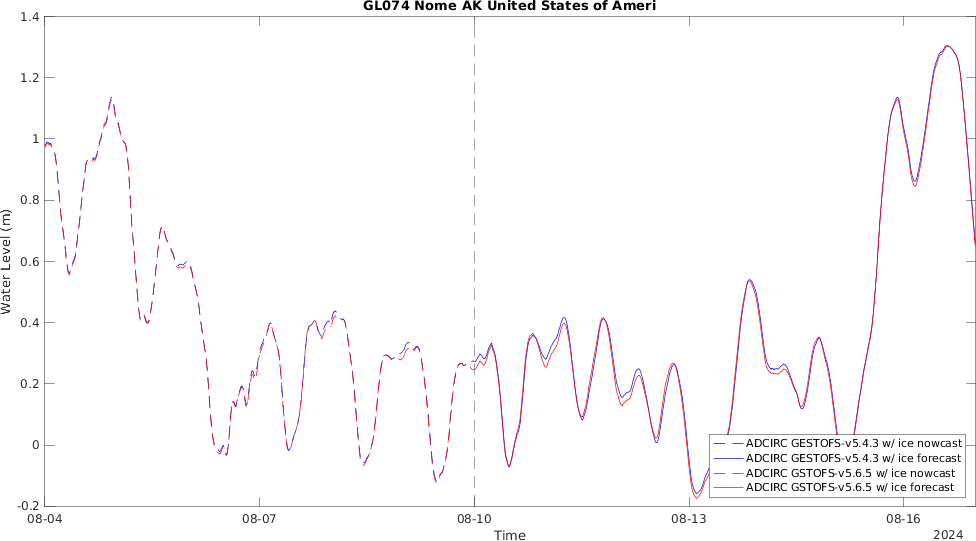 GL074 Nome AK United States of Ameri
1.4
1.2
1
0.8
0.6
0.4
0.2
0
-0.2
Water Level (m)
08-04
08-07
08-10
08-13
08-16
Time
2024
ADCIRC GESTOFS-v5.4.3 w/ ice nowcast
ADCIRC GESTOFS-v5.4.3 w/ ice forecast
ADCIRC GSTOFS-v5.6.5 w/ ice nowcast
ADCIRC GSTOFS-v5.6.5 w/ ice forecast